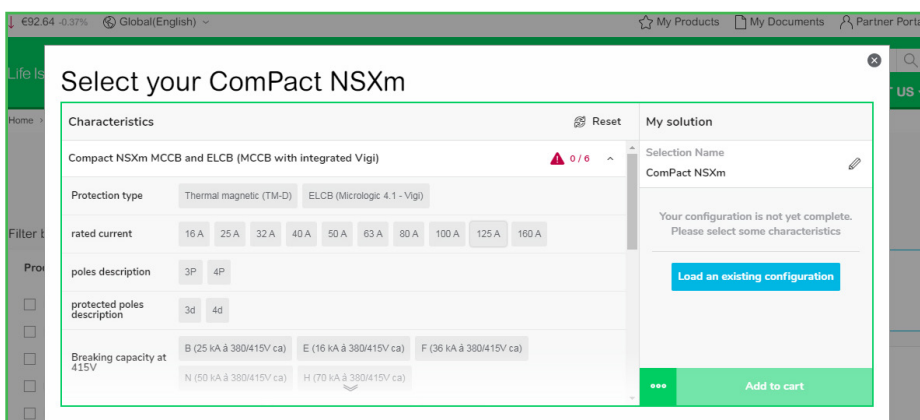 €92.64 -0.37% Global(English) My Products My Documents Partner Porta
Life Is
Select your ComPact NSXm
US
Home >
Characteristics Reset My solution
Compact NSXm MCCB and ELCB (MCCB with integrated Vigi) 0 / 6
Selection Name
ComPact NSXm
Protection type Thermal magnetic (TM-D) ELCB (Micrologic 4.1 - Vigi)
Your configuration is not yet complete.
Please select some characteristics
Filter b
rated current 16 A 25 A 32 A 40 A 50 A 63 A 80 A 100 A 125 A 160 A
Proc
poles description 3P 4P
Load an existing configuration
protected poles
description
3d 4d
Breaking capacity at
415V
B (25 kA á 380/415V ca) E (16 kA á 380/415V ca) F (36 kA á 380/415V ca)
N (50 kA á 380/415V ca) H (70 kA á 380/415V ca)
Add to cart